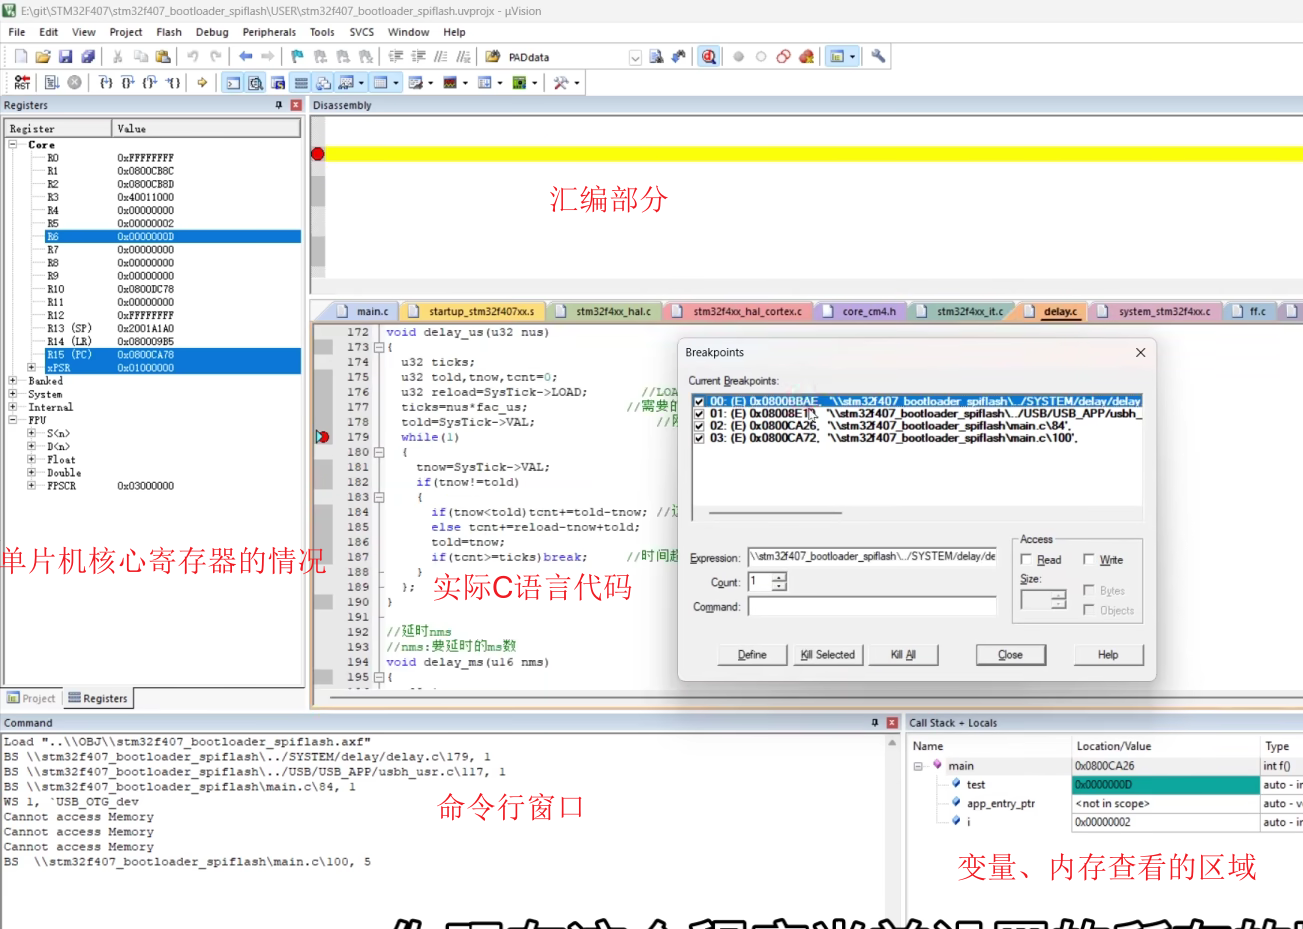 E:\git\STM32F407\stm32f407_bootloader_spiflash\USER\stm32f407_bootloader_spiflash.uvprojx - µVision
File Edit View Project Flash Debug Peripherals Tools SVCS Window Help
PADdata
RST
Registers
Register Value
Core
R0 0xFFFFFFFF
R1 0x0800CB8C
R2 0x0800CB8D
R3 0x40011000
R4 0x00000000
R5 0x00000002
R6 0x0000000D
R7 0x00000000
R8 0x00000000
R9 0x00000000
R10 0x0800DC78
R11 0x00000000
R12 0xFFFFFFFF
R13 (SP) 0x2001A1A0
R14 (LR) 0x080009B5
R15 (PC) 0x0800CA78
xPSR 0x01000000
Banked
System
Internal
FPU
S<n>
D<n>
Float
Double
FPSCR 0x03000000
单片机核心寄存器的情况
Project Registers
Disassembly
汇编部分
main.c startup_stm32f407xx.s stm32f4xx_hal.c stm32f4xx_hal_cortex.c core_cm4.h stm32f4xx_it.c delay.c system_stm32f4xx.c ff.c
172 void delay_us(u32 nus)
173 {
174 u32 ticks;
175 u32 told,tnow,tcnt=0;
176 u32 reload=SysTick->LOAD; //LOA
177 ticks=nus*fac_us; //需要的
178 told=SysTick->VAL; //
179 while(1)
180 {
181 tnow=SysTick->VAL;
182 if(tnow!=told)
183 {
184 if(tnow<told)tcnt+=told-tnow; //
185 else tcnt+=reload-tnow+told;
186 told=tnow;
187 if(tcnt>=ticks)break; //时间超
188 }
189 };
190 }
191
192 //延时nms
193 //nms:要延时的ms数
194 void delay_ms(u16 nms)
195 {
实际C语言代码
Breakpoints
Current Breakpoints:
00: (E) 0x0800BBAE, '\\stm32f407_bootloader_spiflash\../SYSTEM/delay/delay
01: (E) 0x08008E1 '\\stm32f407_bootloader_spiflash\../USB/USB_APP/usbh_
02: (E) 0x0800CA26, '\\stm32f407_bootloader_spiflash\main.c\84',
03: (E) 0x0800CA72, '\\stm32f407_bootloader_spiflash\main.c\100',
Expression: \\stm32f407_bootloader_spiflash\../SYSTEM/delay/de
Count: 1
Command:
Access
Read Write
Size:
Bytes
Objects
Define Kill Selected Kill All Close Help
Command
Load "..\\OBJ\\stm32f407_bootloader_spiflash.axf"
BS \\stm32f407_bootloader_spiflash\../SYSTEM/delay/delay.c\179, 1
BS \\stm32f407_bootloader_spiflash\../USB/USB_APP/usbh_usr.c\117, 1
BS \\stm32f407_bootloader_spiflash\main.c\84, 1
WS 1, `USB_OTG_dev
Cannot access Memory
Cannot access Memory
Cannot access Memory
BS \\stm32f407_bootloader_spiflash\main.c\100, 5
命令行窗口
Call Stack + Locals
Name Location/Value Type
main 0x0800CA26 int f()
test 0x0000000D auto - in
app_entry_ptr <not in scope> auto - v
i 0x00000002 auto - in
变量、内存查看的区域